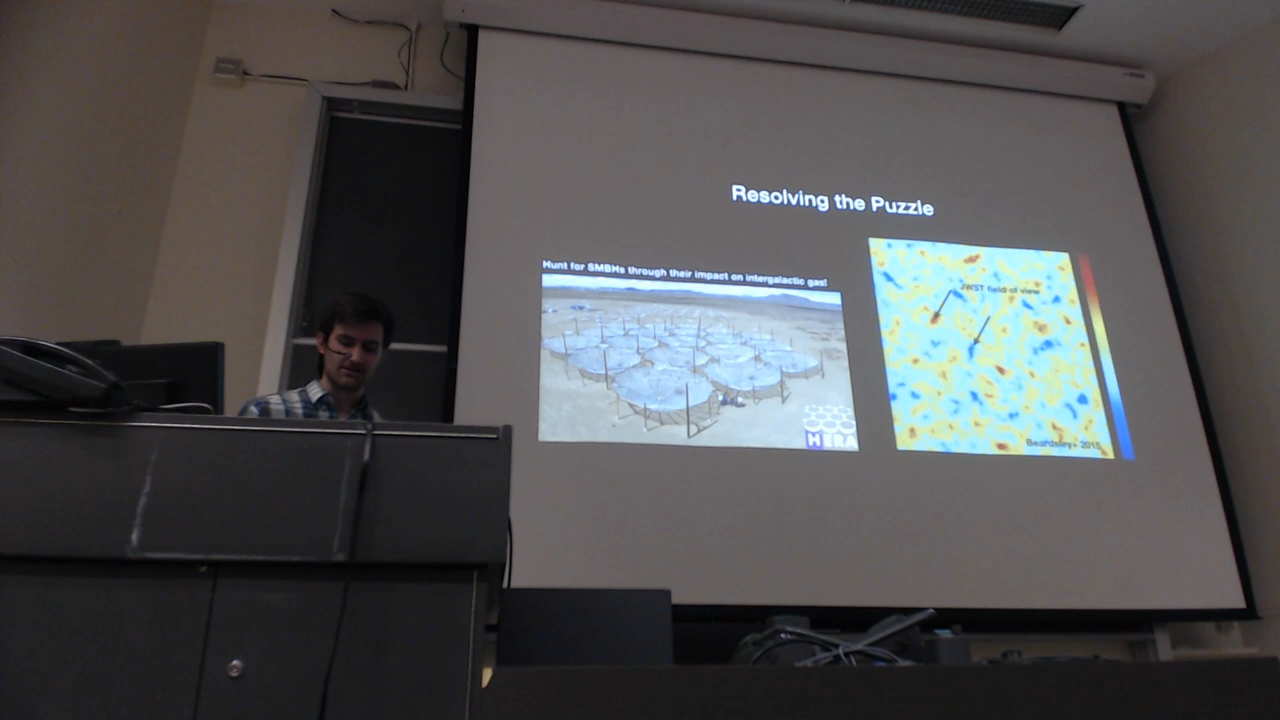 Resolving the Puzzle
Hunt for SMBHs through their impact on intergalactic gas!
JWST field of view
HERA
Beardsley+ 2015